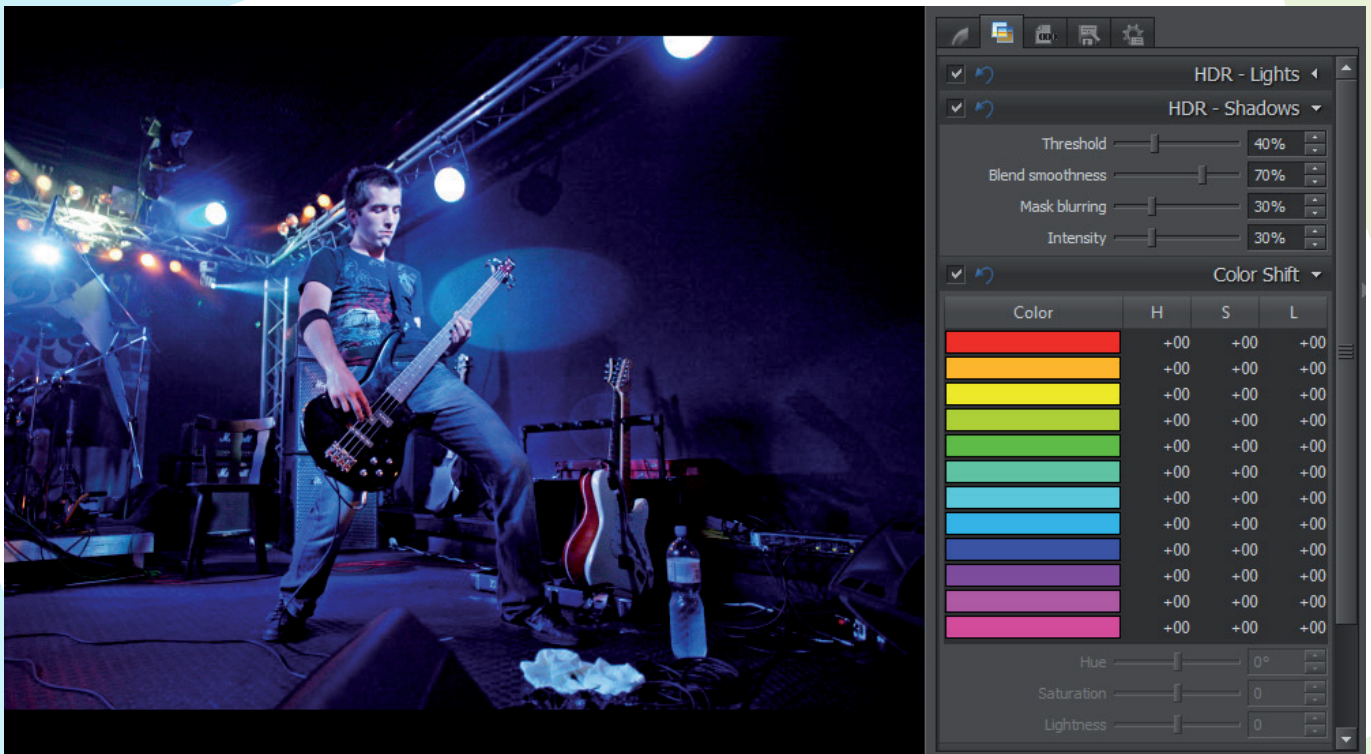 HDR - Lights
HDR - Shadows
Threshold 40%
Blend smoothness 70%
Mask blurring 30%
Intensity 30%
Color Shift
Color H S L
+00 +00 +00
+00 +00 +00
+00 +00 +00
+00 +00 +00
+00 +00 +00
+00 +00 +00
+00 +00 +00
+00 +00 +00
+00 +00 +00
+00 +00 +00
+00 +00 +00
+00 +00 +00
Hue 0°
Saturation 0
Lightness 0